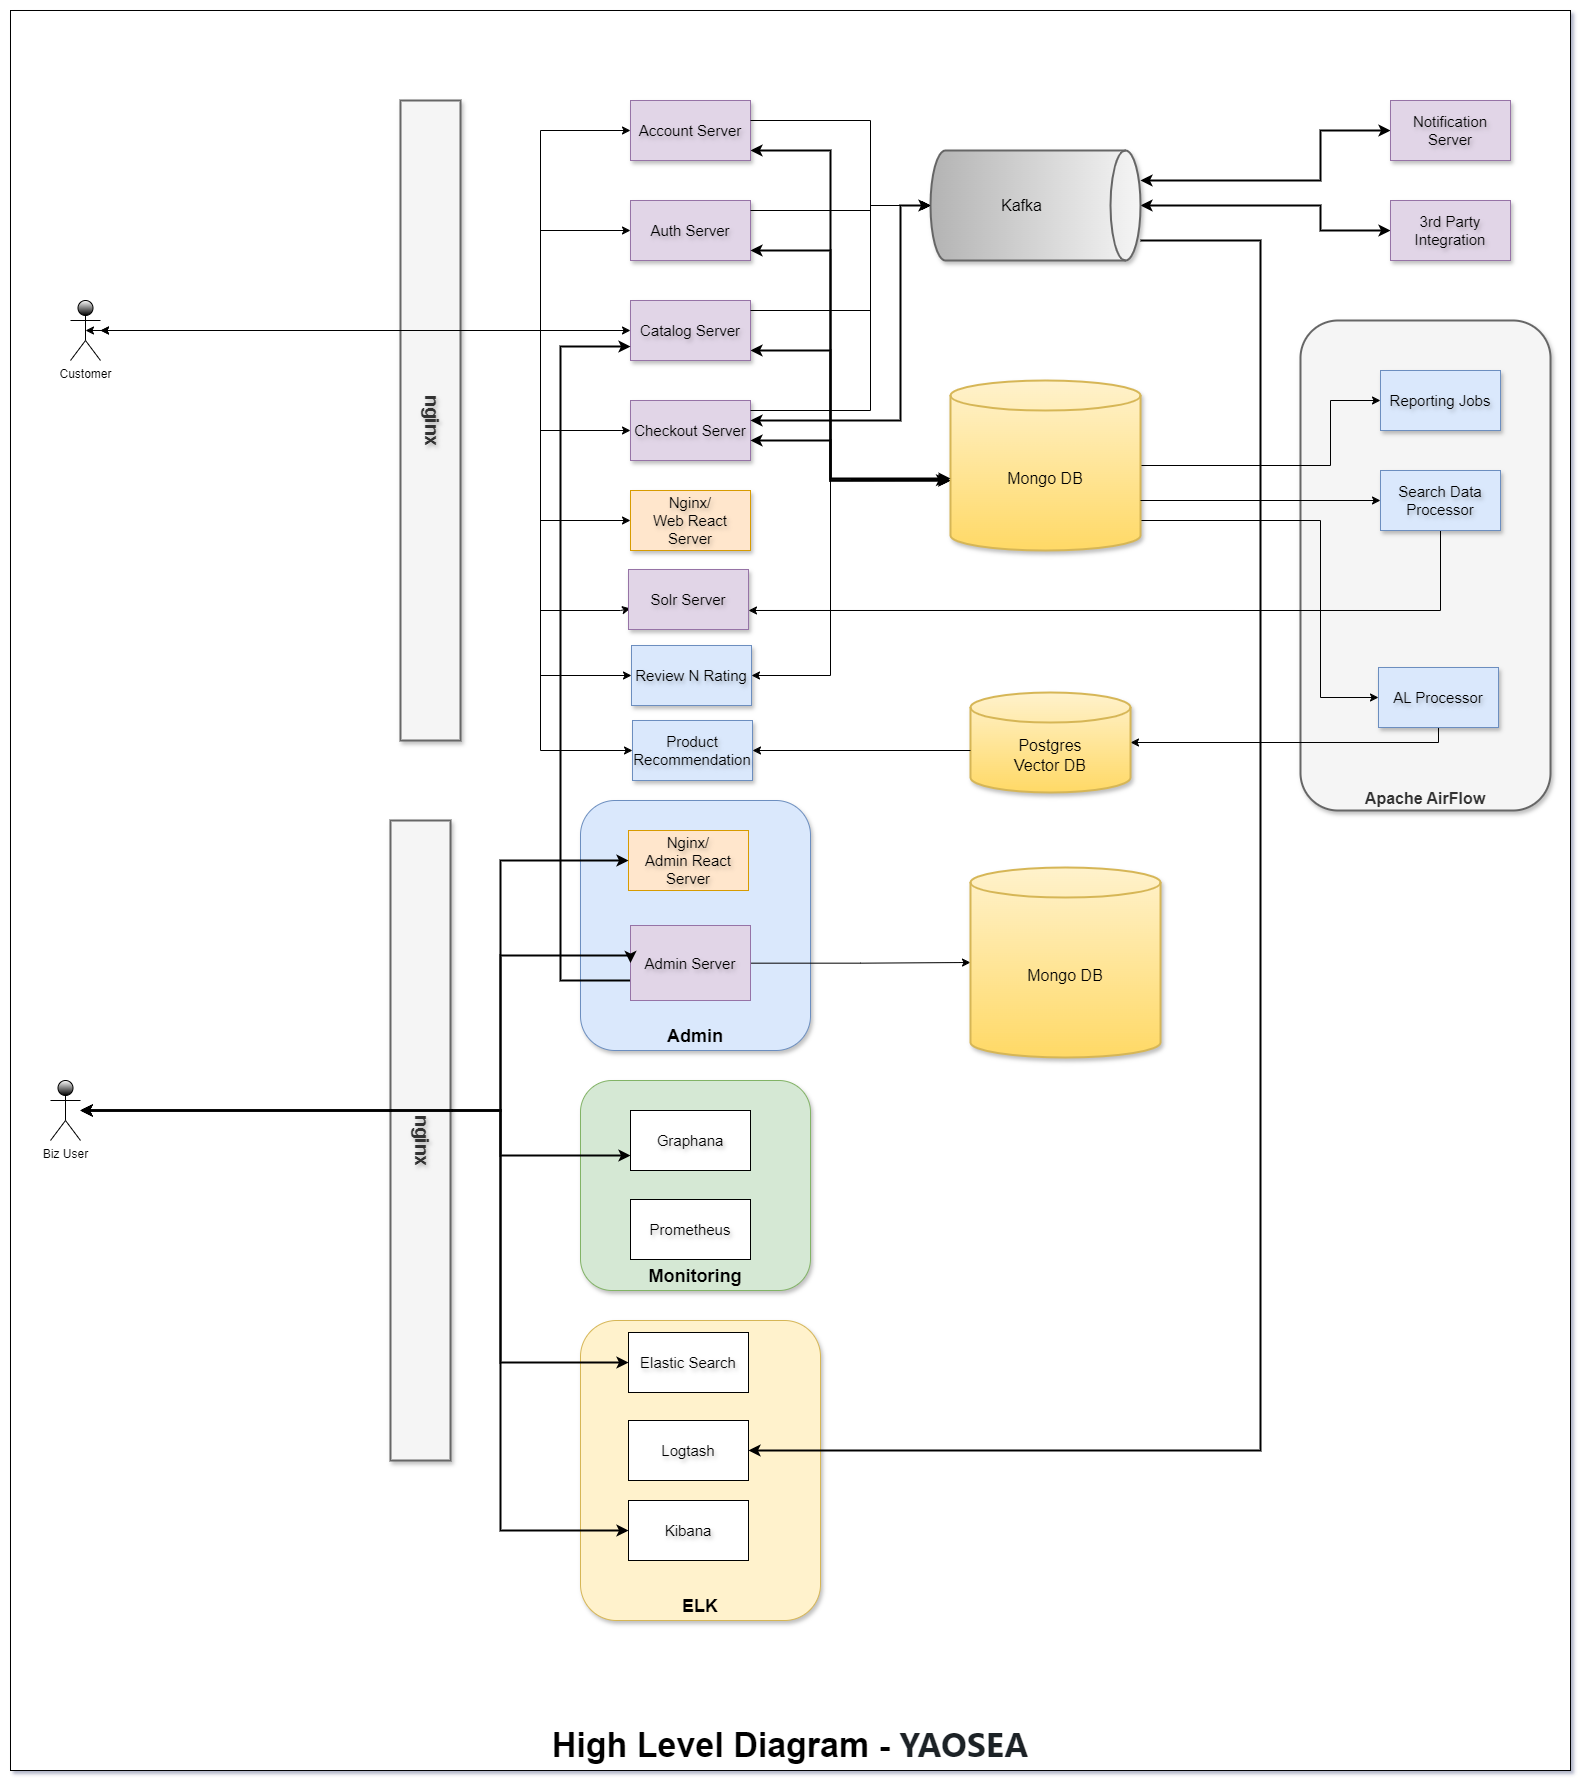 Account Server
Notification
Server
Kafka
Auth Server
3rd Party
Integration
Catalog Server
Customer
nginx
Checkout Server
Mongo DB
Reporting Jobs
Search Data
Processor
Nginx/
Web React
Server
Solr Server
Review N Rating
AL Processor
Product
Recommendation
Postgres
Vector DB
Apache AirFlow
Nginx/
Admin React
Server
Admin Server
Mongo DB
Admin
nginx
Biz User
Graphana
Prometheus
Monitoring
Elastic Search
Logtash
Kibana
ELK
High Level Diagram - YAOSEA